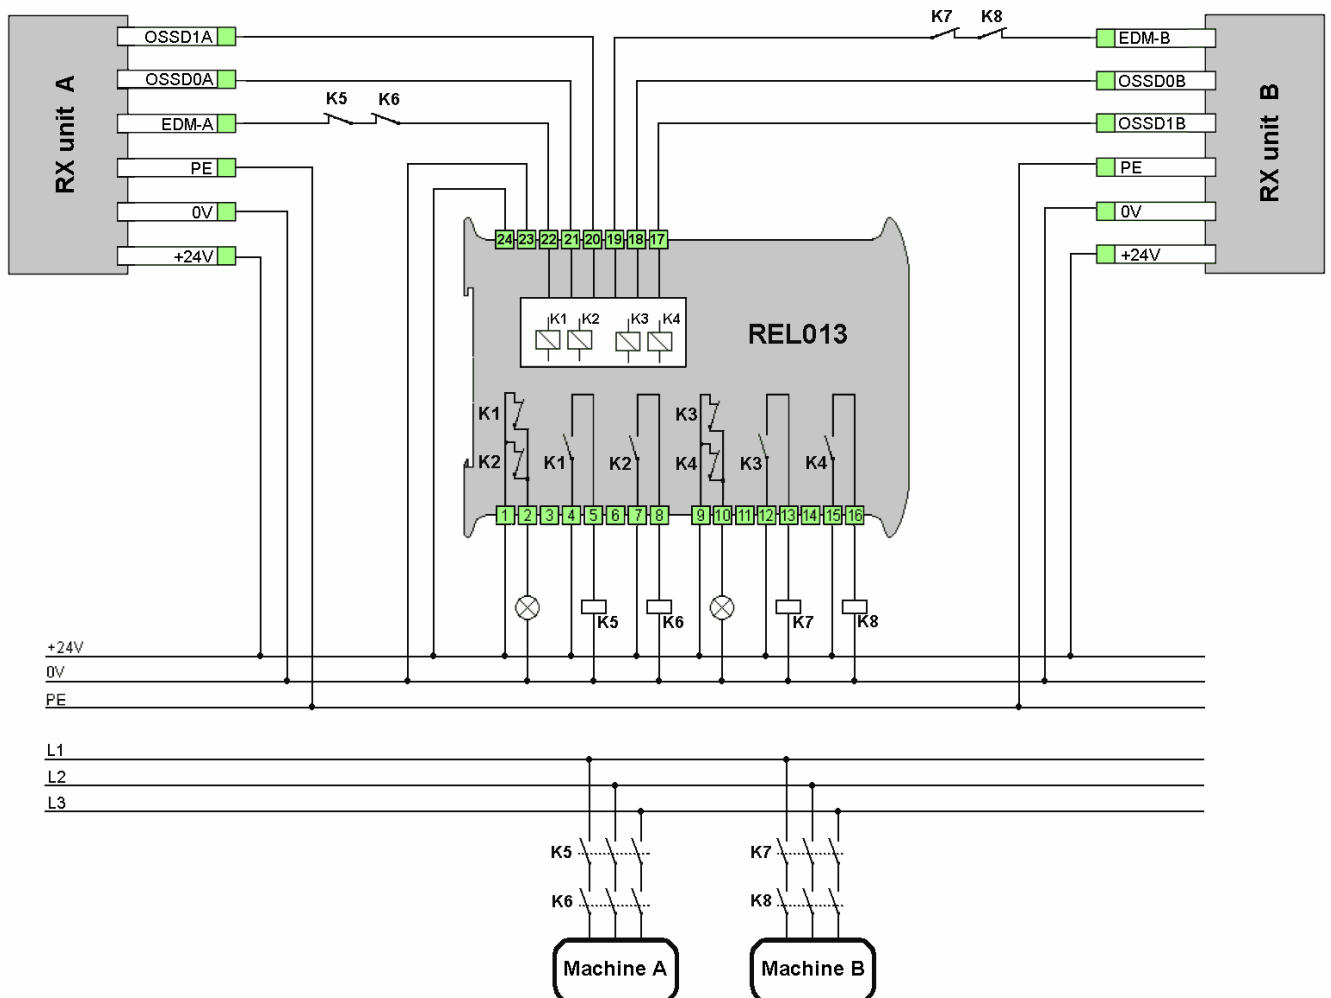 K7 K8
OSSD1A
EDM-B
OSSD0A
OSSD0B
K5 K6
EDM-A
OSSD1B
RX unit A
RX unit B
PE
PE
0V
0V
+24V
+24V
24 23 22 21 20 19 18 17
K1 K2 K3 K4
REL013
K1
K3
K2 K1 K2 K4 K3 K4
1 2 3 4 5 6 7 8 9 10 11 12 13 14 15 16
K5 K6 K7 K8
+24V
0V
PE
L1
L2
L3
K5 K7
K6 K8
Machine A Machine B